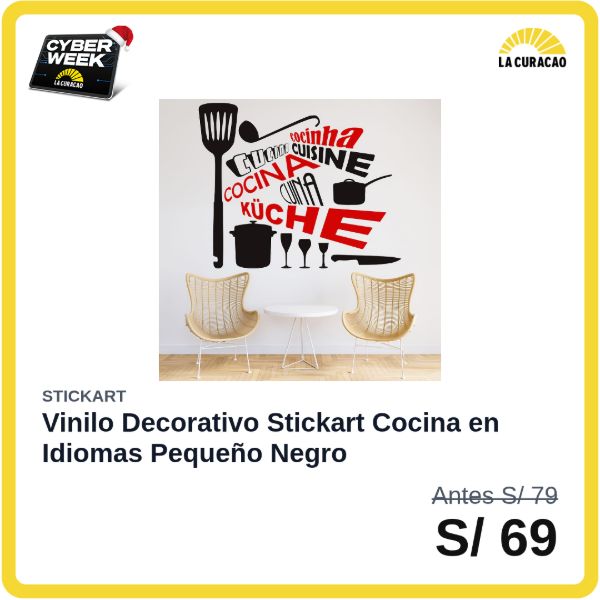 CYBER
WEEK
LA CURACAO
LA CURACAO
cocinha
CUISINE
COCINA
CUINA
KÜCHE
STICKART
Vinilo Decorativo Stickart Cocina en
Idiomas Pequeño Negro
Antes S/ 79
S/ 69